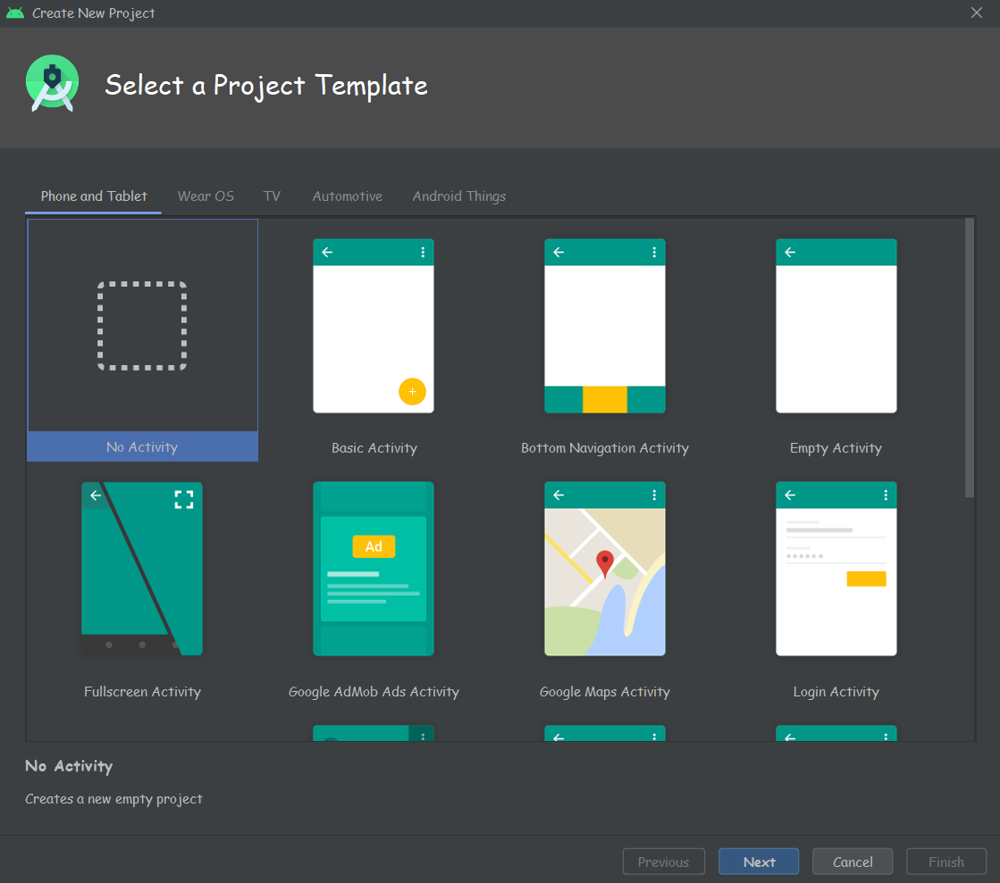 Create New Project
Select a Project Template
Phone and Tablet Wear OS TV Automotive Android Things
No Activity Basic Activity Bottom Navigation Activity Empty Activity
Ad
Fullscreen Activity Google AdMob Ads Activity Google Maps Activity Login Activity
No Activity
Creates a new empty project
Previous Next Cancel Finish